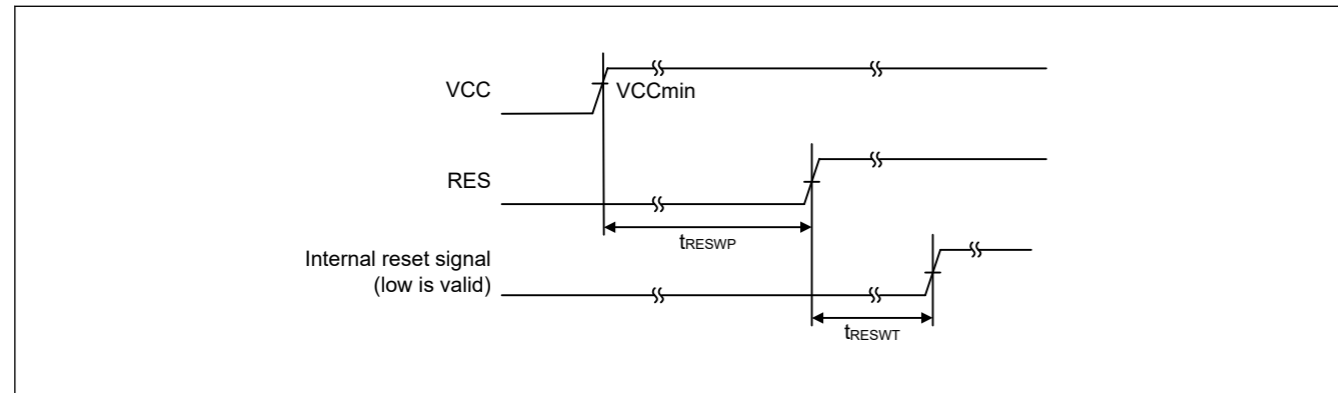 VCC
VCCmin
RES
tRESWP
Internal reset signal
(low is valid)
tRESWT